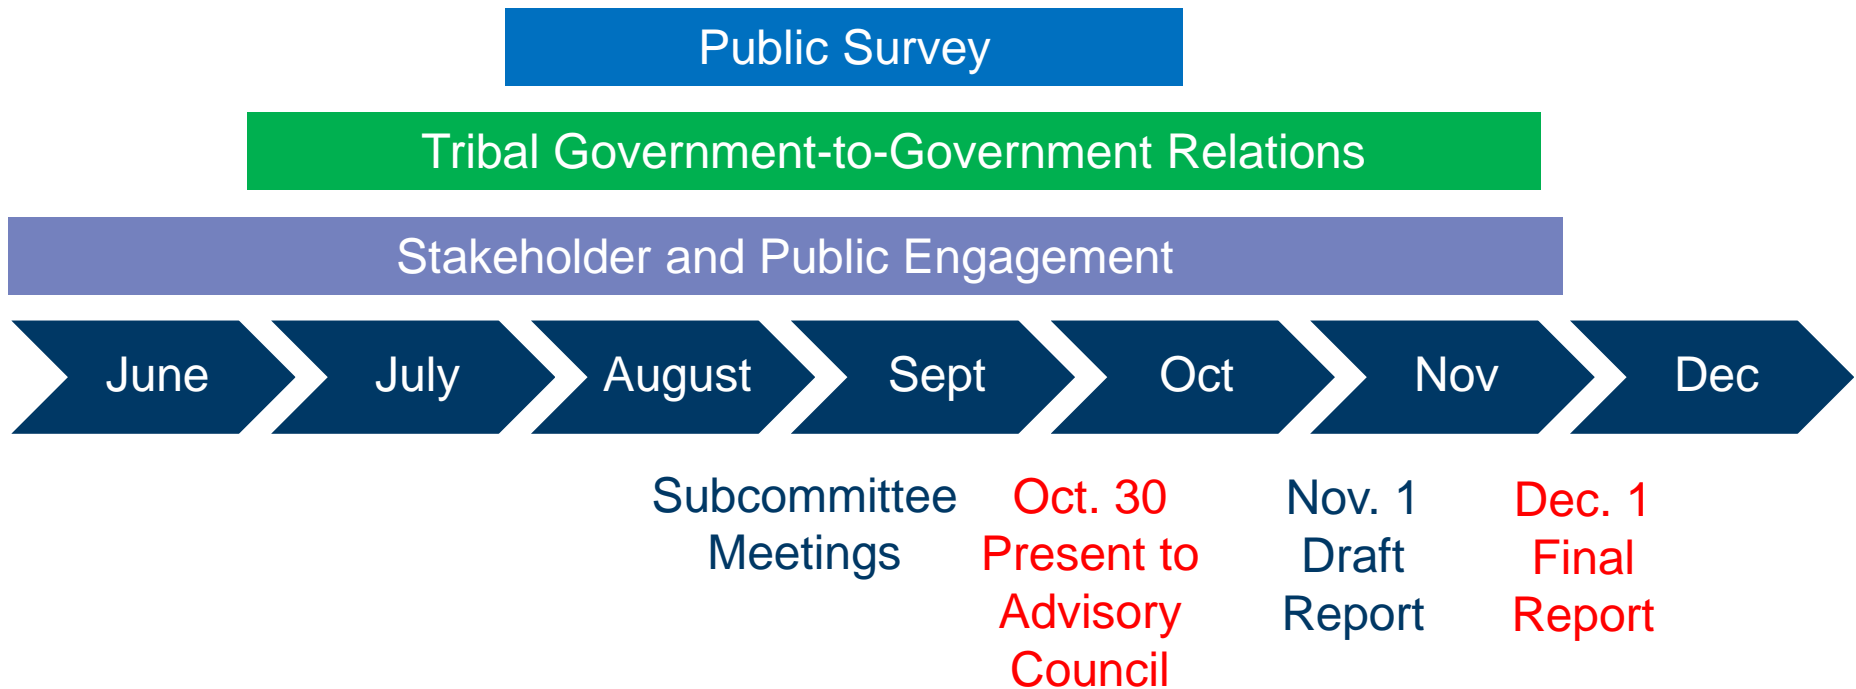 Public Survey
Tribal Government-to-Government Relations
Stakeholder and Public Engagement
June
July
August
Sept
Oct
Nov
Dec
Subcommittee
Meetings
Oct. 30
Present to
Advisory
Council
Nov. 1
Draft
Report
Dec. 1
Final
Report